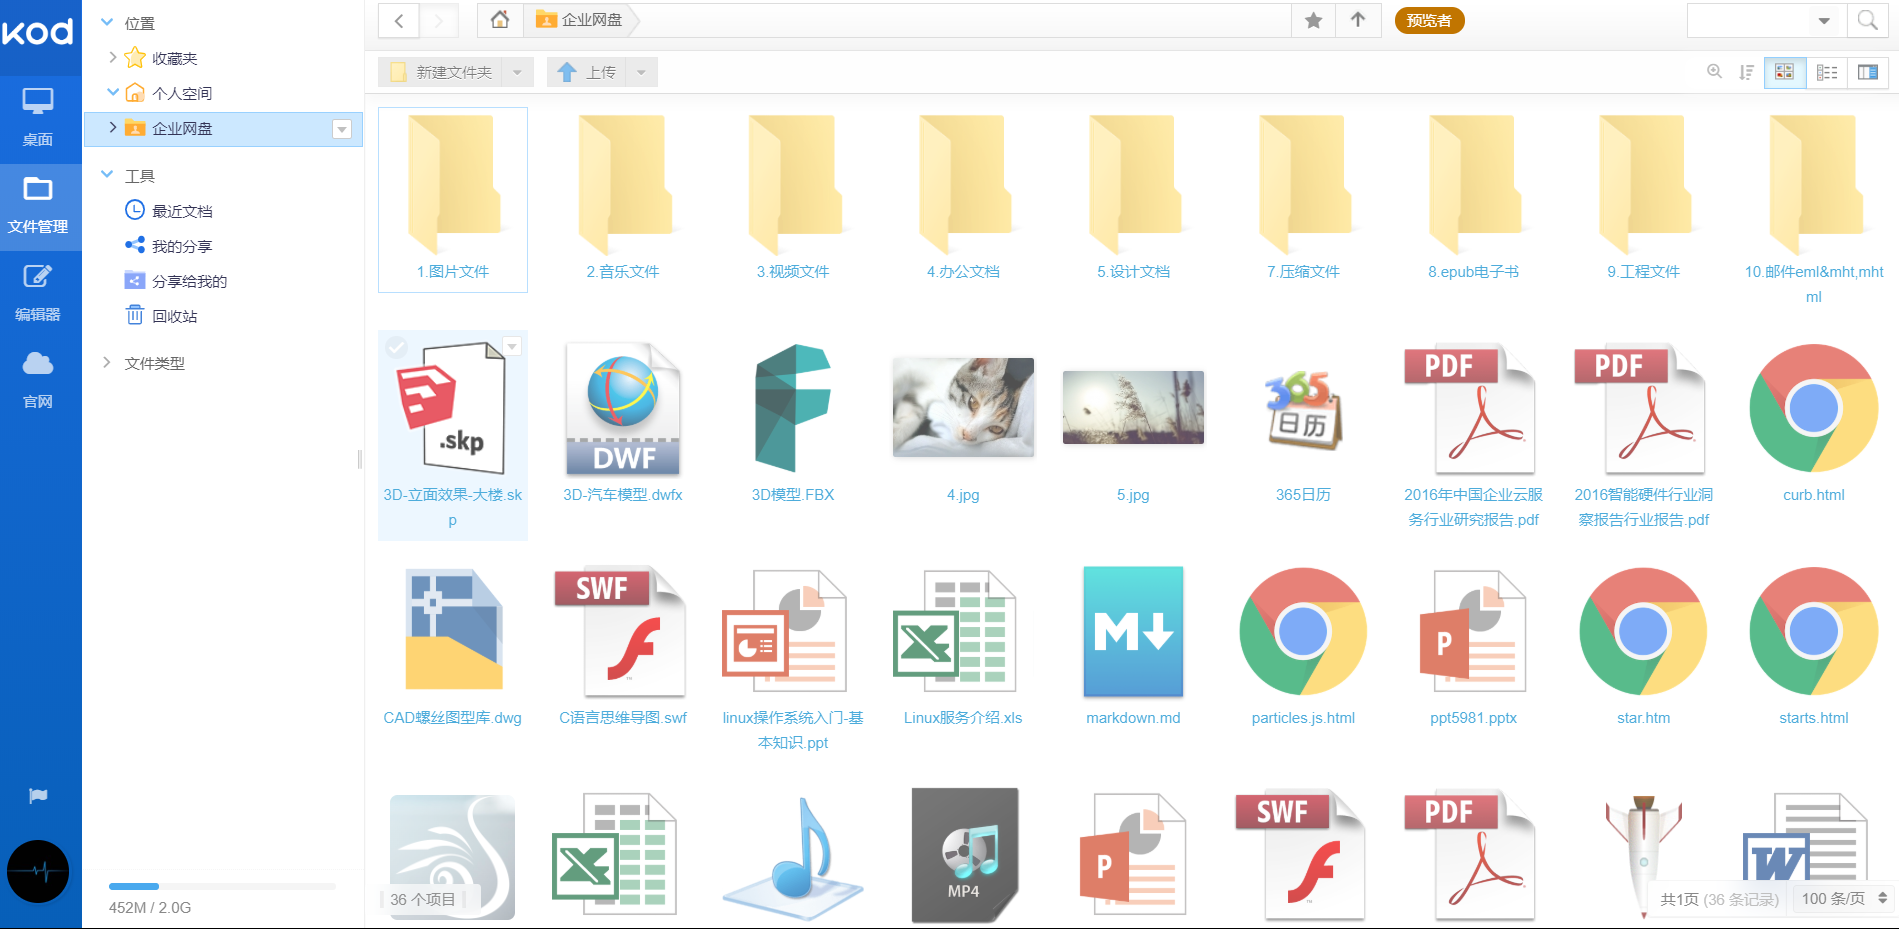 kod
桌面
文件管理
编辑器
官网
位置
收藏夹
个人空间
企业网盘
工具
最近文档
我的分享
分享给我的
回收站
文件类型
452M / 2.0G
企业网盘
预览者
新建文件夹
上传
1.图片文件
2.音乐文件
3.视频文件
4.办公文档
5.设计文档
7.压缩文件
8.epub电子书
9.工程文件
10.邮件eml&mht,mht
ml
.skp
DWF
365
日历
PDF
PDF
3D-立面效果-大楼.sk
p
3D-汽车模型.dwfx
3D模型.FBX
4.jpg
5.jpg
365日历
2016年中国企业云服
务行业研究报告.pdf
2016智能硬件行业洞
察报告行业报告.pdf
curb.html
SWF
M
P
CAD螺丝图型库.dwg
C语言思维导图.swf
linux操作系统入门-基
本知识.ppt
Linux服务介绍.xls
markdown.md
particles.js.html
ppt5981.pptx
star.htm
starts.html
MP4
P
SWF
PDF
W
36 个项目
共1页 (36 条记录)
100 条/页